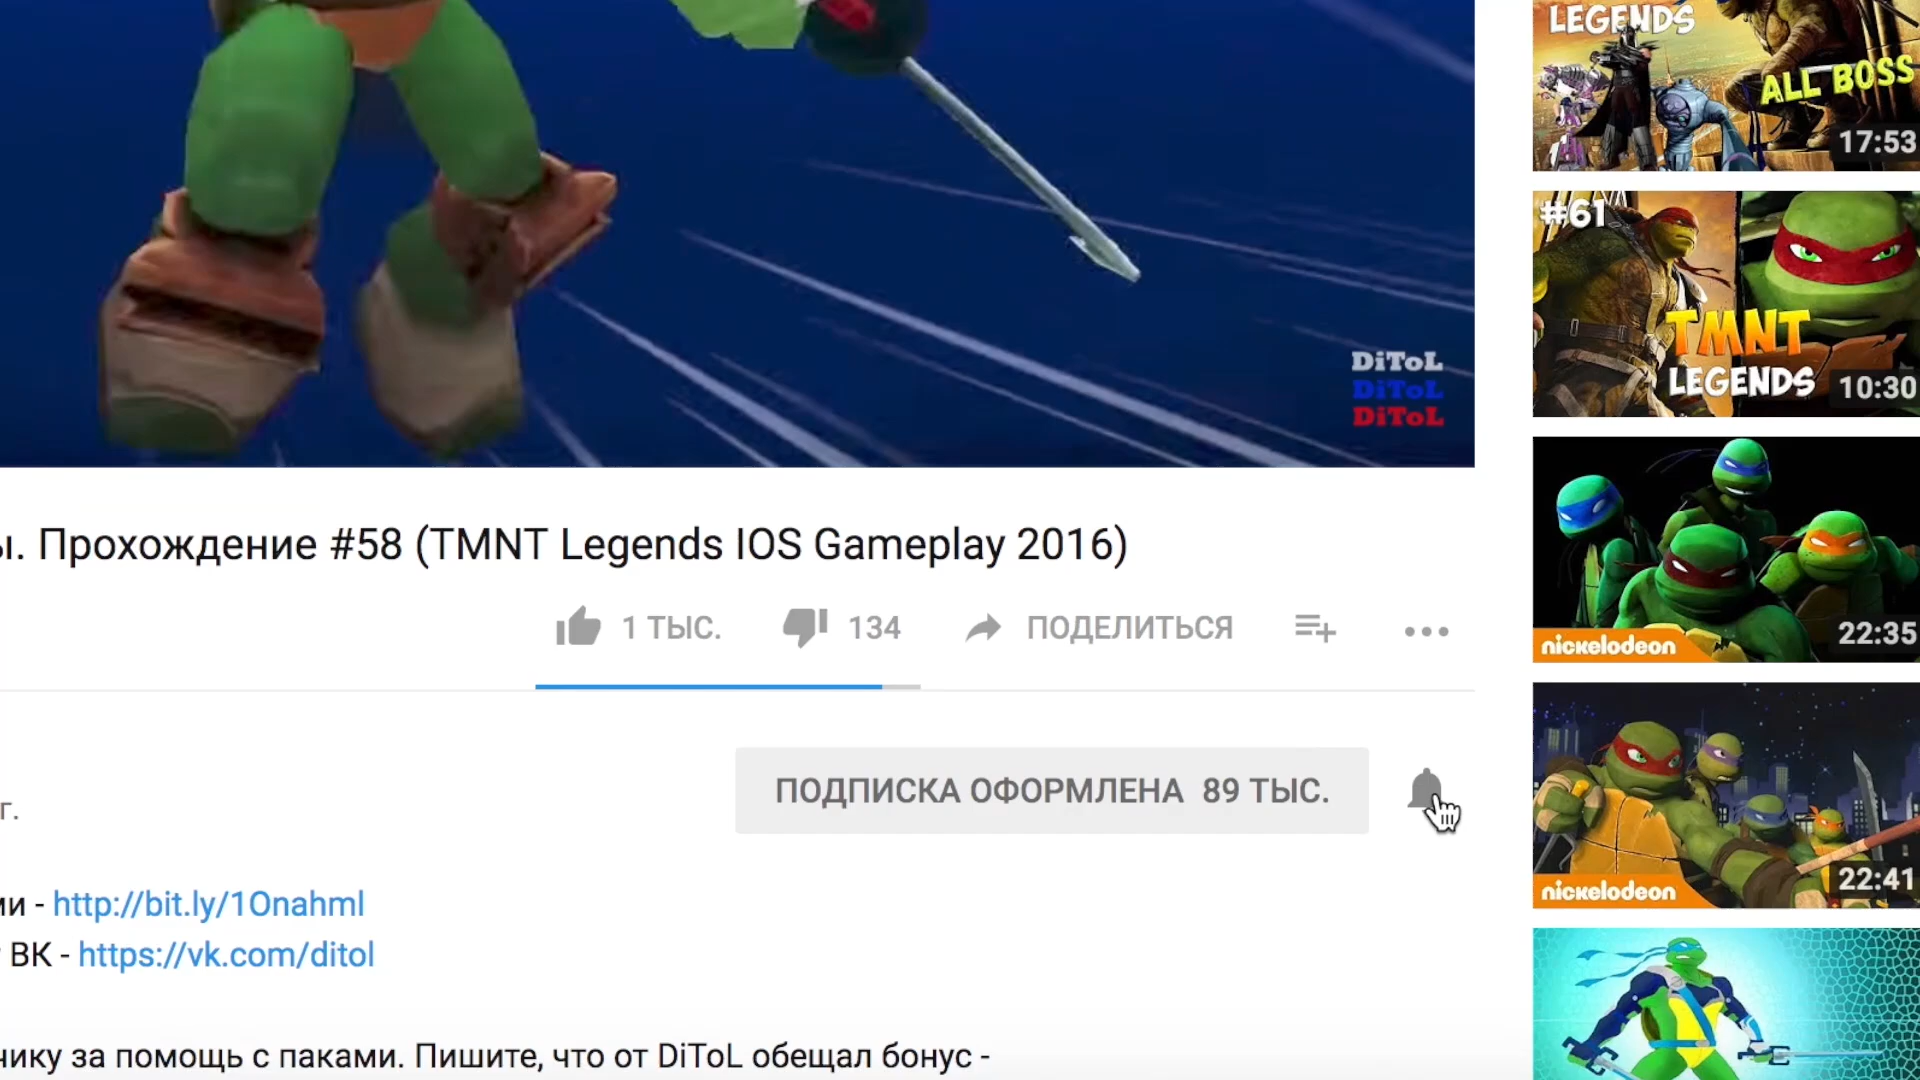 DiToL
DiToL
DiToL
ы. Прохождение #58 (TMNT Legends IOS Gameplay 2016)
1 ТЫС.
134
ПОДЕЛИТЬСЯ
ПОДПИСКА ОФОРМЛЕНА 89 ТЫС.
г.
ми - http://bit.ly/1Onahml
ВК - https://vk.com/ditol
чику за помощь с паками. Пишите, что от DiToL обещал бонус -
LEGENDS
ALL BOSS
17:53
#61
TMNT
LEGENDS
10:30
nickelodeon
22:35
nickelodeon
22:41